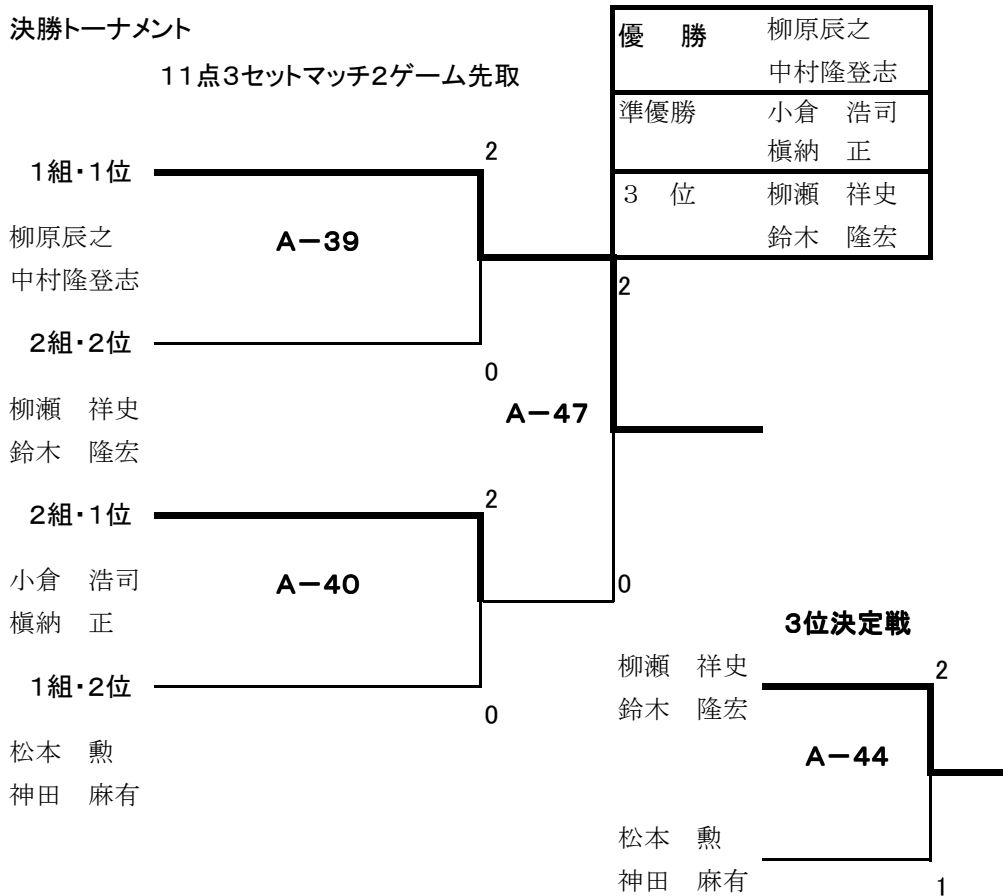 決勝トーナメント
11点3セットマッチ2ゲーム先取
優　勝　柳原辰之
中村隆登志
準優勝　小倉　浩司
槇納　正
３　位　柳瀬　祥史
鈴木　隆宏
1組・1位
2
柳原辰之
中村隆登志
A－39
2組・2位
0
柳瀬　祥史
鈴木　隆宏
2
A－47
2組・1位
2
小倉　浩司
槇納　正
A－40
0
1組・2位
0
松本　勲
神田　麻有
3位決定戦
柳瀬　祥史
鈴木　隆宏
2
A－44
松本　勲
神田　麻有
1